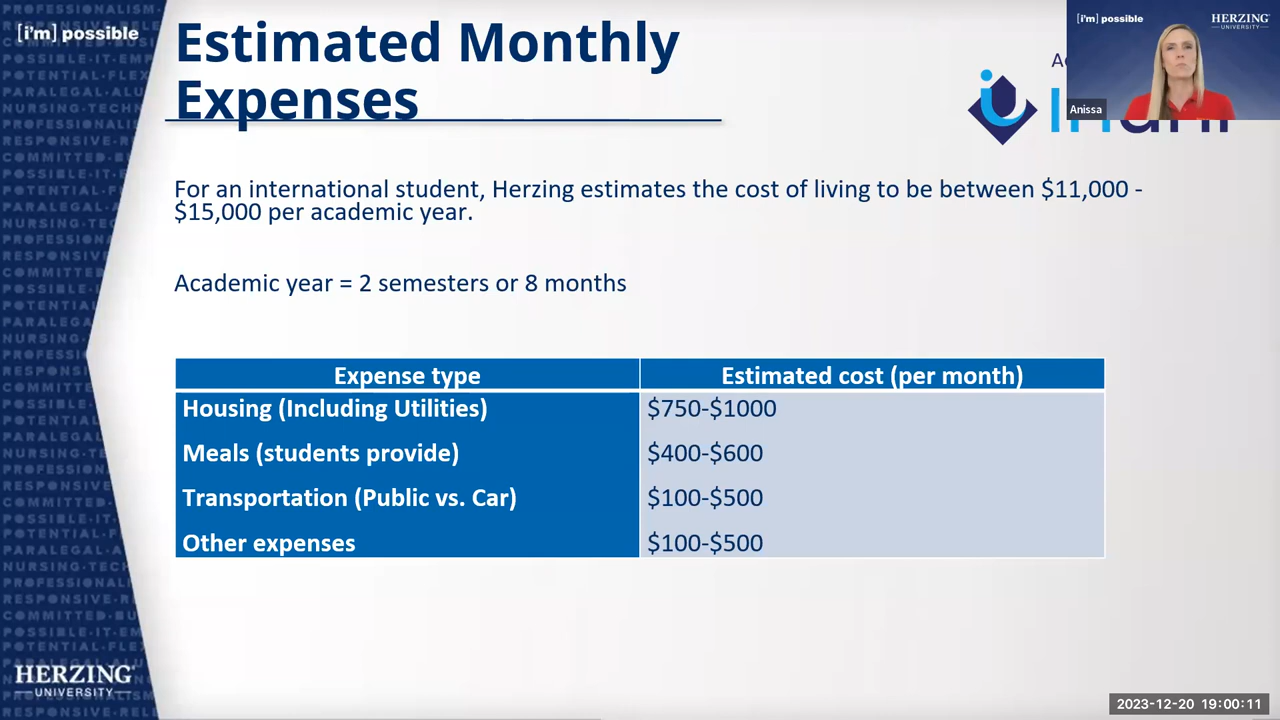 [i'm] possible
Estimated Monthly
Expenses
[i'm] possible
HERZING
UNIVERSITY
Anissa
For an international student, Herzing estimates the cost of living to be between $11,000 -
$15,000 per academic year.
Academic year = 2 semesters or 8 months
Expense type Estimated cost (per month)
Housing (Including Utilities) $750-$1000
Meals (students provide) $400-$600
Transportation (Public vs. Car) $100-$500
Other expenses $100-$500
HERZING
UNIVERSITY
2023-12-20 19:00:11